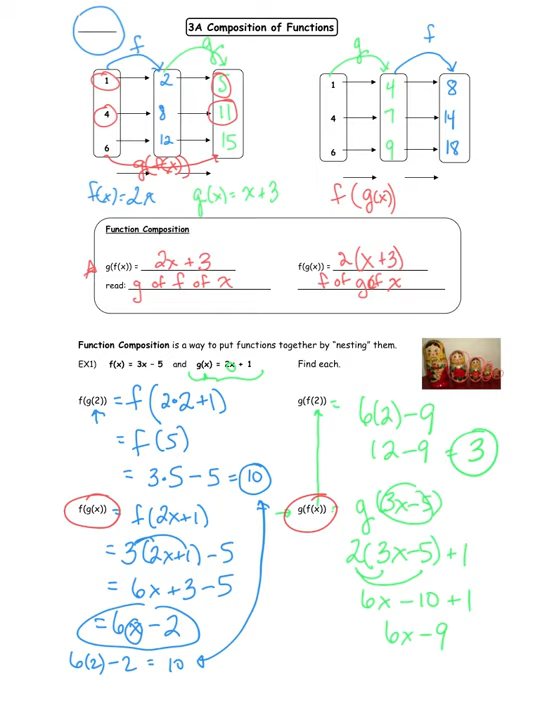 3A Composition of Functions
f g
1 2 5
4 8 11
6 12 15
g(f(x))
f(x)=2x g(x)=x+3
g f
1 4 8
4 7 14
6 9 18
f(g(x))
Function Composition
g(f(x)) = 2x+3 f(g(x)) = 2(x+3)
read: g of f of x f of g of x
Function Composition is a way to put functions together by "nesting" them.
EX1) f(x) = 3x – 5 and g(x) = 2x + 1 Find each.
f(g(2)) = f(2•2+1)
= f(5)
= 3•5-5=10
g(f(2)) = 6(2)-9
12-9=3
f(g(x)) = f(2x+1)
= 3(2x+1)-5
= 6x+3-5
= 6x-2
6(2)-2=10
g(f(x)) = g(3x-5)
2(3x-5)+1
6x-10+1
6x-9